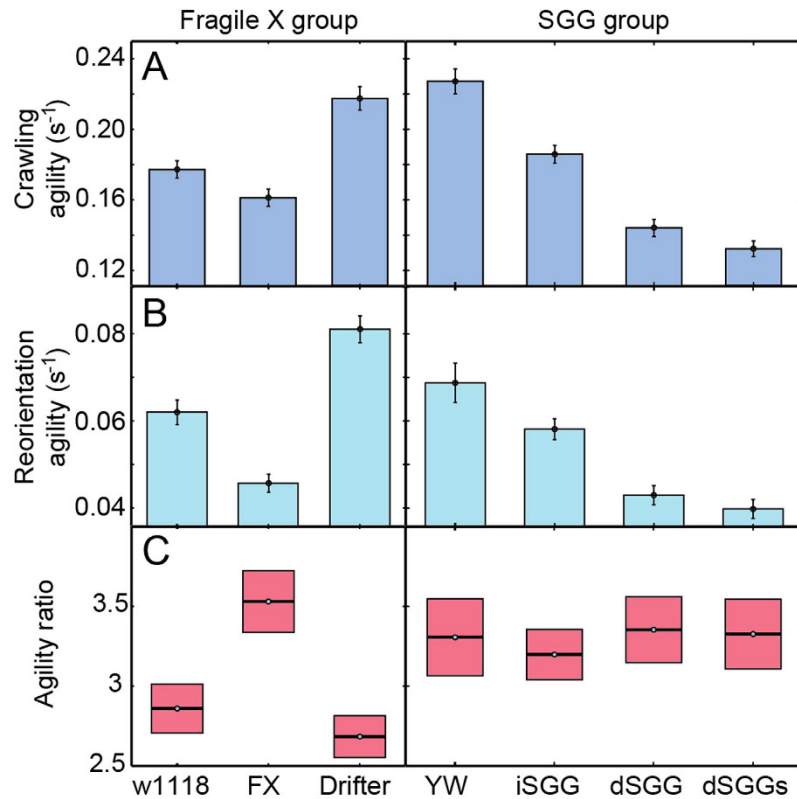 Fragile X group
SGG group
A
Crawling
agility (s⁻¹)
0.24
0.20
0.16
0.12
B
Reorientation
agility (s⁻¹)
0.08
0.06
0.04
C
Agility ratio
3.5
3
2.5
w1118 FX Drifter YW iSGG dSGG dSGGs